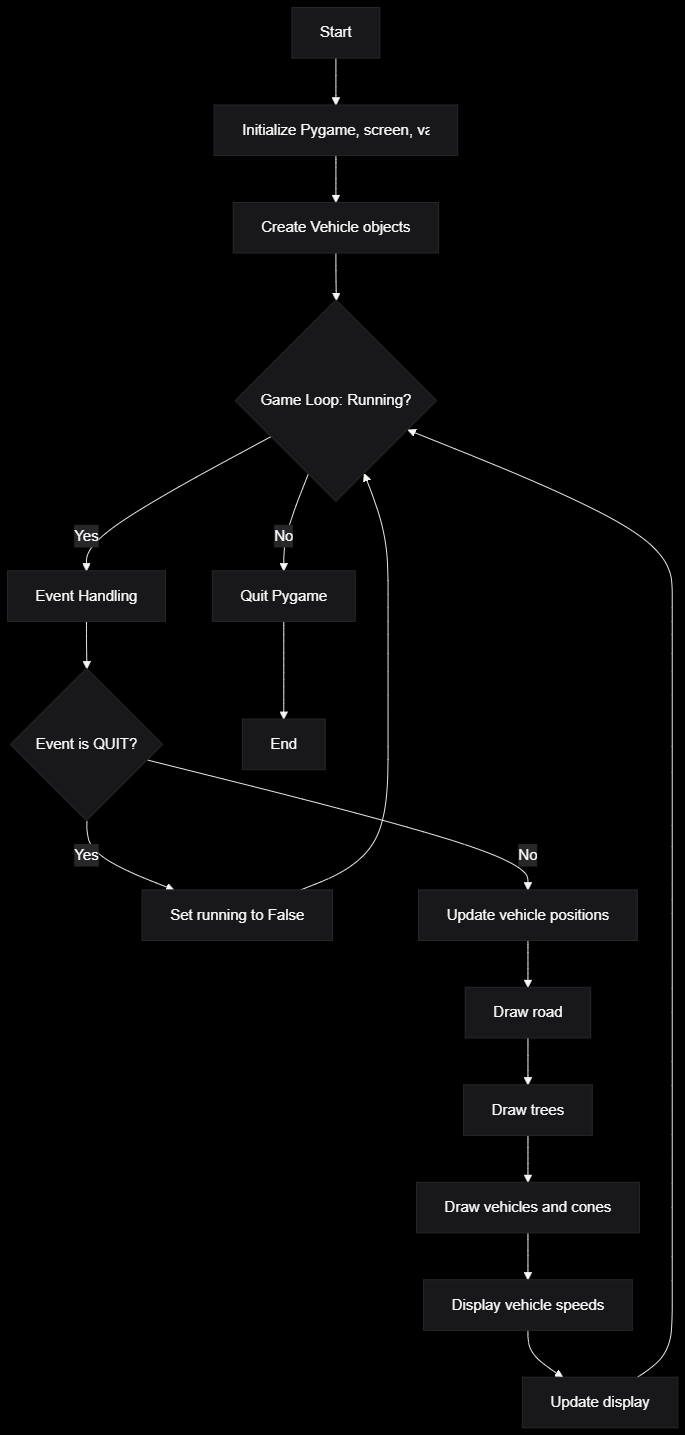 Start
Initialize Pygame, screen,
Create Vehicle objects
Game Loop: Running?
Yes
No
Event Handling
Quit Pygame
Event is QUIT?
End
Yes
No
Set running to False
Update vehicle positions
Draw road
Draw trees
Draw vehicles and cones
Display vehicle speeds
Update display